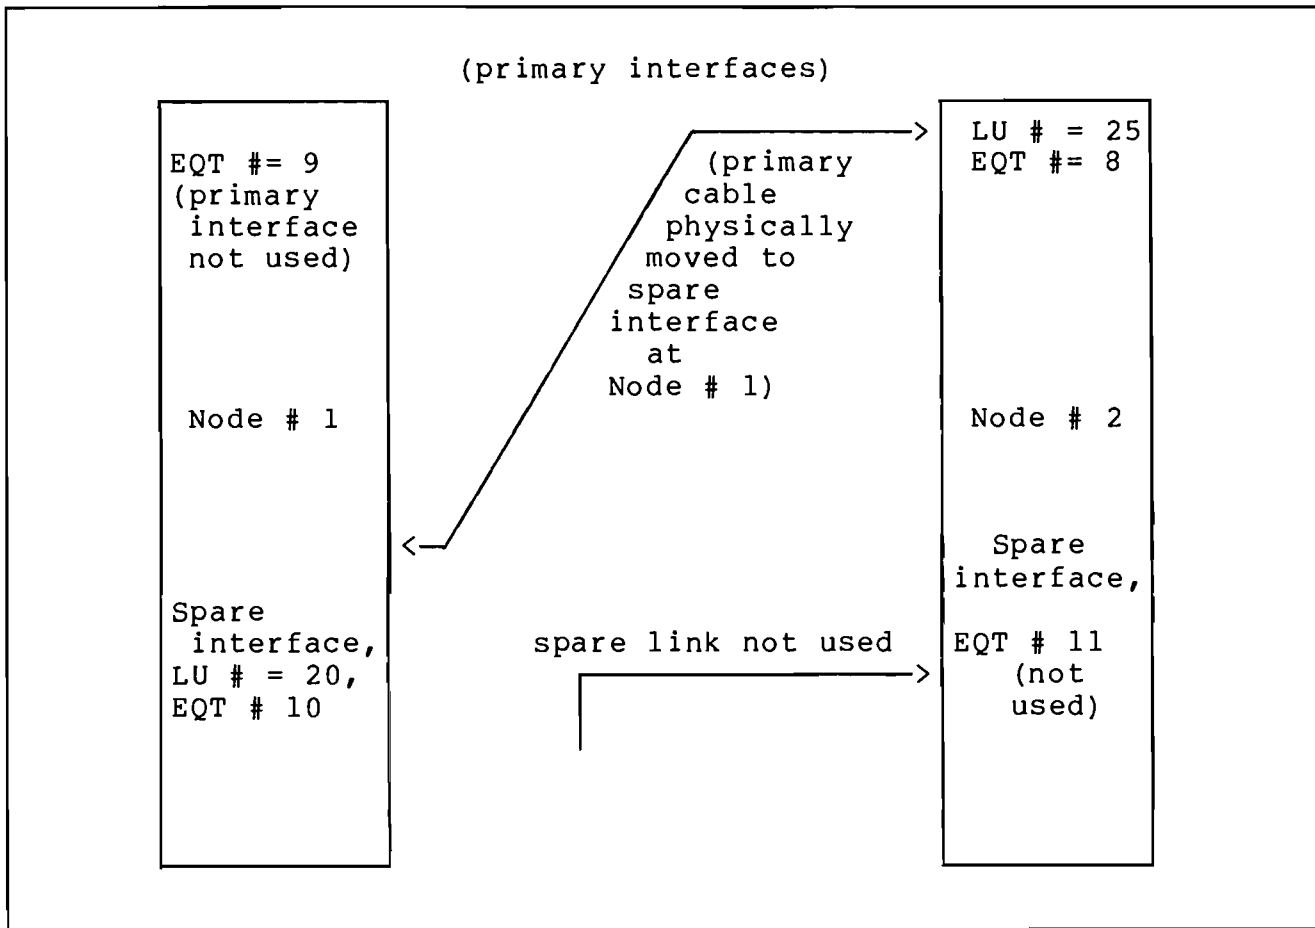 (primary interfaces)
EQT #= 9
(primary
interface
not used)
Node # 1
Spare
interface,
LU # = 20,
EQT # 10
(primary
cable
physically
moved to
spare
interface
at
Node # 1)
spare link not used
LU # = 25
EQT #= 8
Node # 2
Spare
interface,
EQT # 11
(not
used)